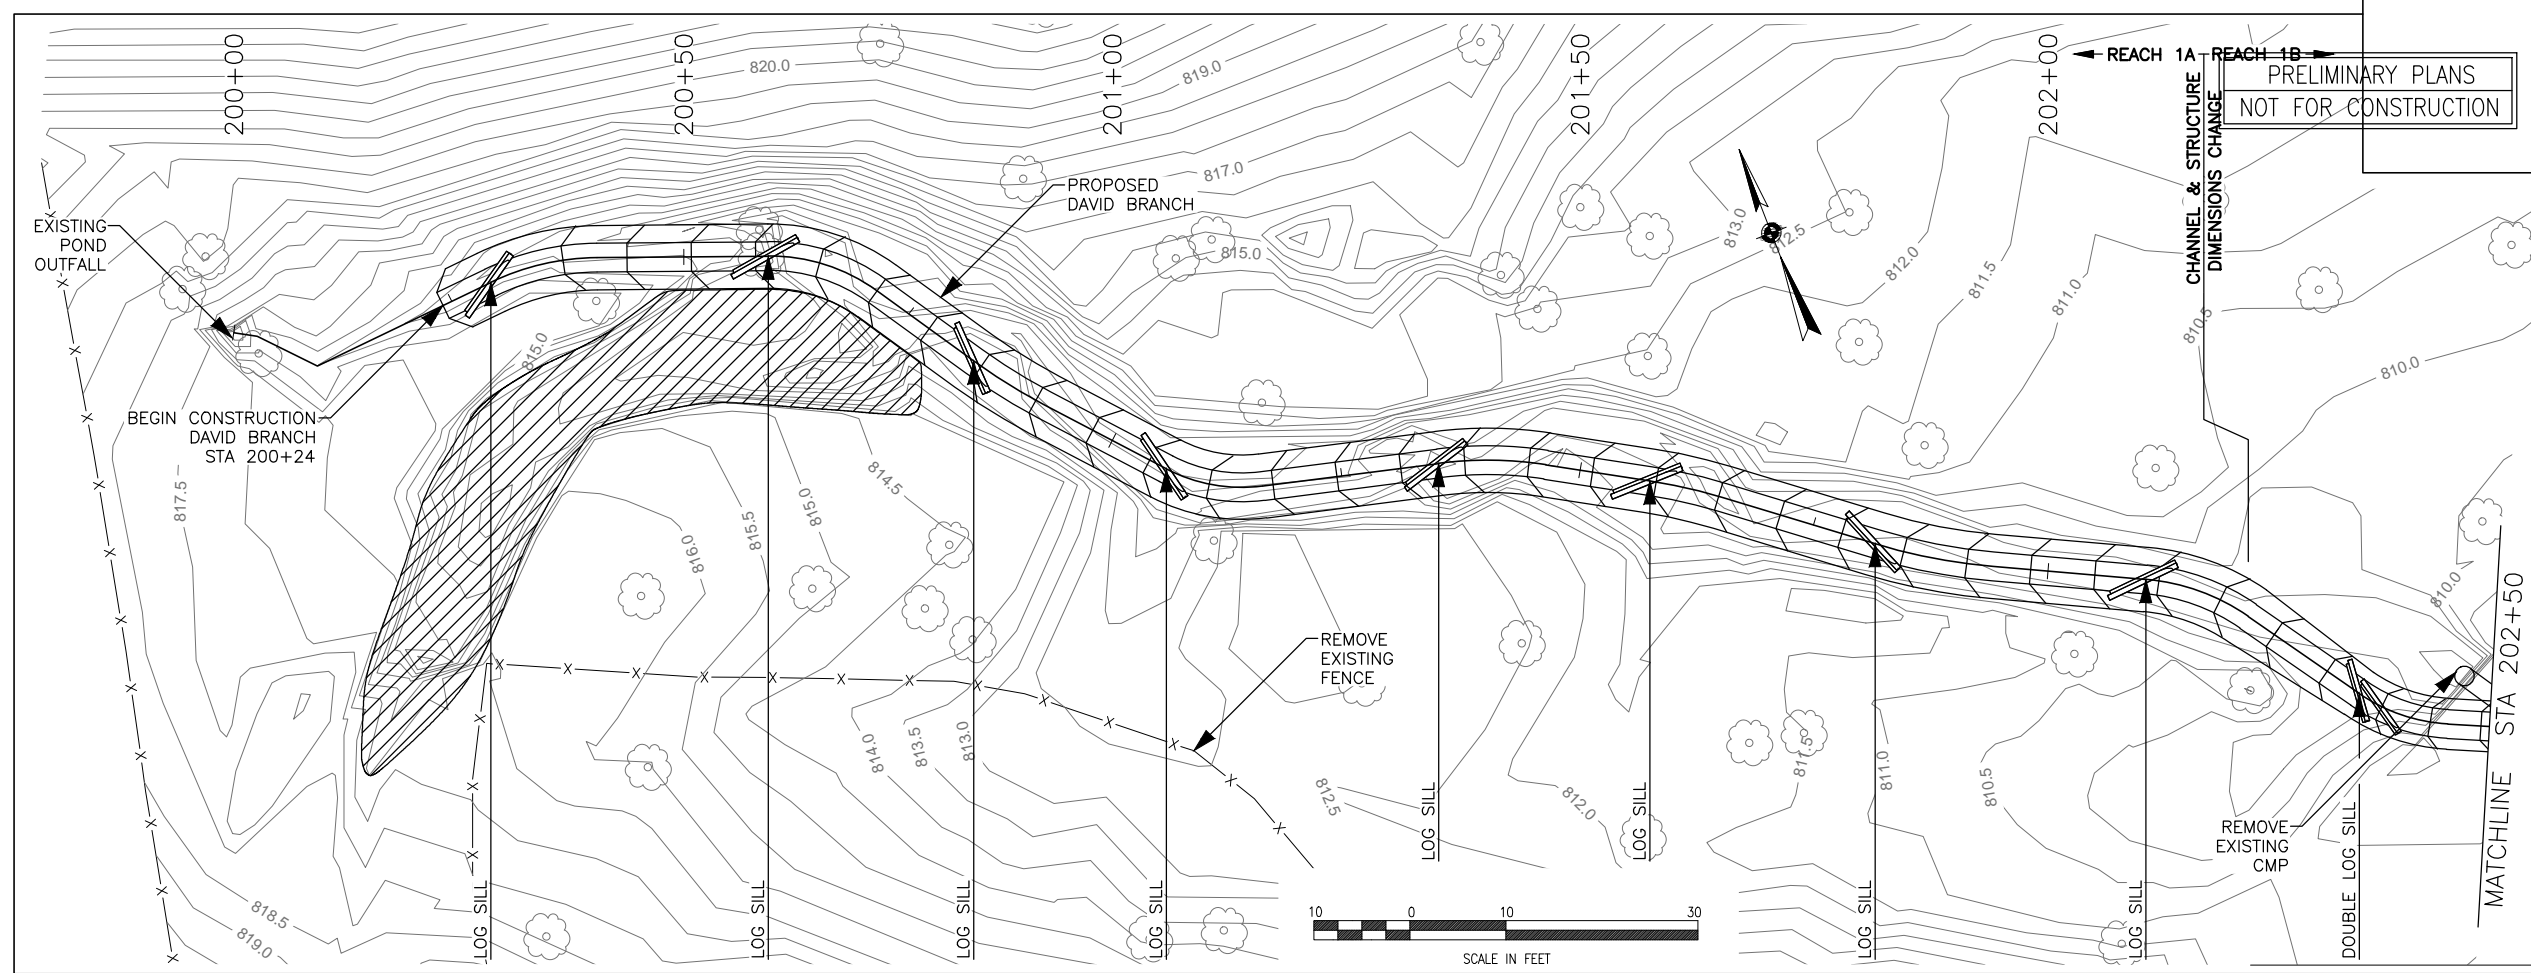 200+00
200+50
201+00
201+50
202+00
REACH 1A
REACH 1B
PRELIMINARY PLANS
NOT FOR CONSTRUCTION
CHANNEL & STRUCTURE
DIMENSIONS CHANGE
820.0
819.0
817.0
815.0
813.0
812.5
812.0
811.5
811.0
810.5
810.0
PROPOSED
DAVID BRANCH
EXISTING
POND
OUTFALL
BEGIN CONSTRUCTION
DAVID BRANCH
STA 200+24
815.0
817.5
814.5
815.0
815.5
816.0
814.0
813.5
813.0
812.5
812.0
811.5
811.0
810.5
810.0
818.5
819.0
REMOVE
EXISTING
FENCE
REMOVE
EXISTING
CMP
LOG SILL
LOG SILL
LOG SILL
LOG SILL
LOG SILL
LOG SILL
LOG SILL
LOG SILL
DOUBLE LOG SILL
MATCHLINE STA 202+50
10 0 10 30
SCALE IN FEET